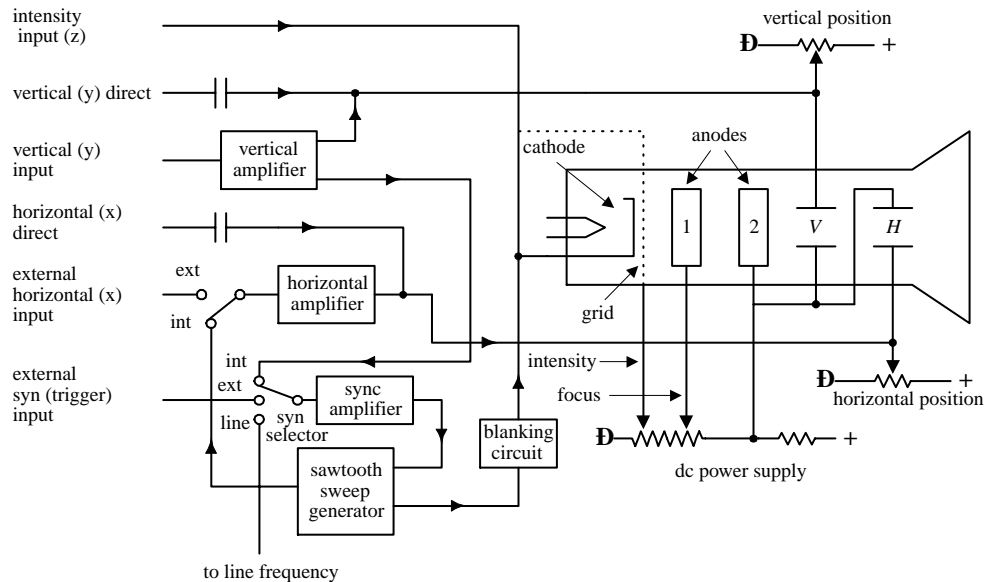 intensity
input (z)
vertical position
Đ
+
vertical (y) direct
vertical (y)
input
vertical
amplifier
cathode
anodes
horizontal (x)
direct
1
2
V
H
external
horizontal (x)
input
ext
int
horizontal
amplifier
grid
intensity
Đ
+
horizontal position
external
syn (trigger)
input
int
ext
line
syn
selector
sync
amplifier
focus
blanking
circuit
Đ
+
dc power supply
sawtooth
sweep
generator
to line frequency